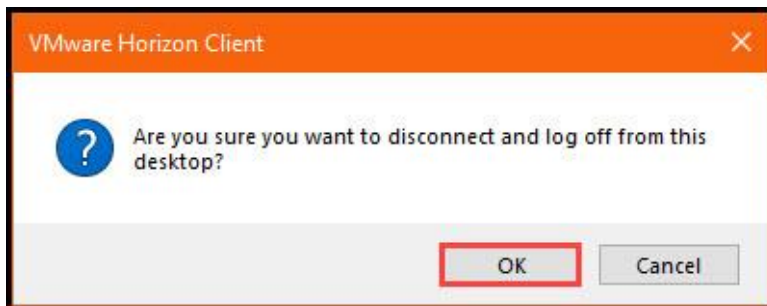 VMware Horizon Client
Are you sure you want to disconnect and log off from this
desktop?
OK
Cancel